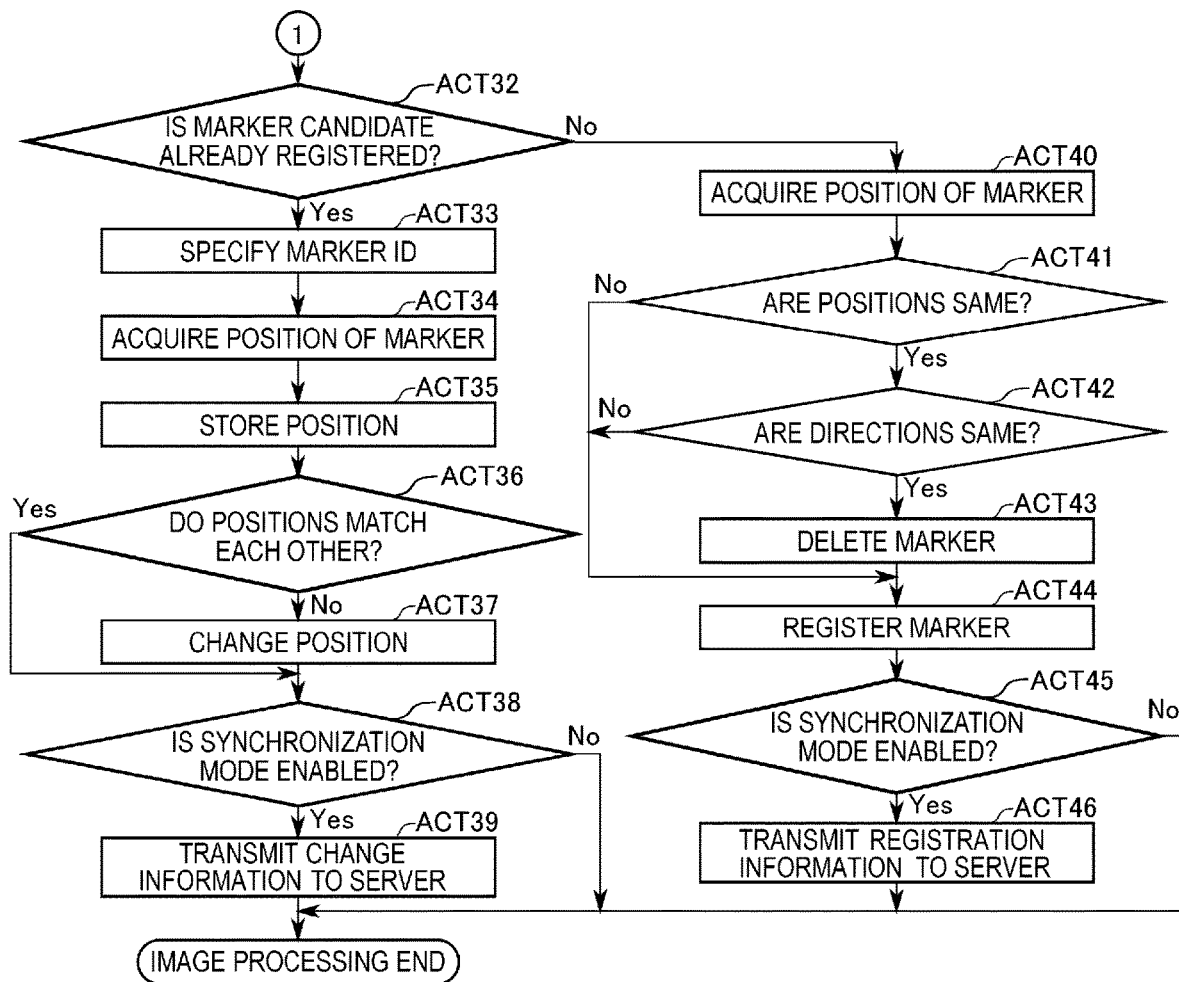 1
ACT32
IS MARKER CANDIDATE
ALREADY REGISTERED?
No
Yes
ACT33
SPECIFY MARKER ID
ACT34
ACQUIRE POSITION OF MARKER
ACT35
STORE POSITION
ACT36
Yes
DO POSITIONS MATCH
EACH OTHER?
No
ACT37
CHANGE POSITION
ACT38
IS SYNCHRONIZATION
MODE ENABLED?
No
Yes
ACT39
TRANSMIT CHANGE
INFORMATION TO SERVER
ACT40
ACQUIRE POSITION OF MARKER
ACT41
No
ARE POSITIONS SAME?
Yes
ACT42
No
ARE DIRECTIONS SAME?
Yes
ACT43
DELETE MARKER
ACT44
REGISTER MARKER
ACT45
IS SYNCHRONIZATION
MODE ENABLED?
No
Yes
ACT46
TRANSMIT REGISTRATION
INFORMATION TO SERVER
IMAGE PROCESSING END